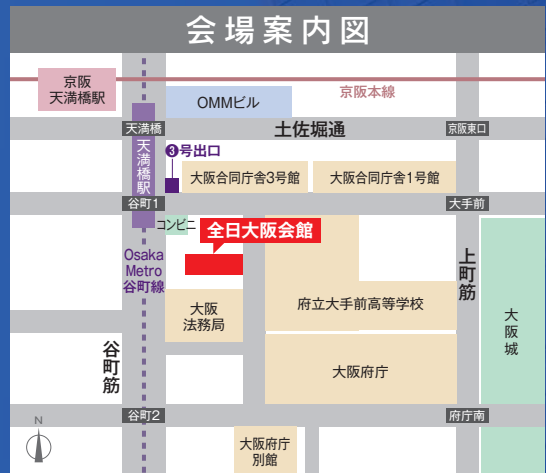 会場案内図
京阪
天満橋駅
OMMビル
京阪本線
天満橋
土佐堀通
京阪東口
天満橋駅
❸号出口
大阪合同庁舎3号館
大阪合同庁舎1号館
谷町1
大手前
コンビニ
全日大阪会館
Osaka
Metro
谷町線
上町筋
大阪
法務局
府立大手前高等学校
大阪城
谷町筋
大阪府庁
谷町2
府庁南
N
大阪府庁
別館